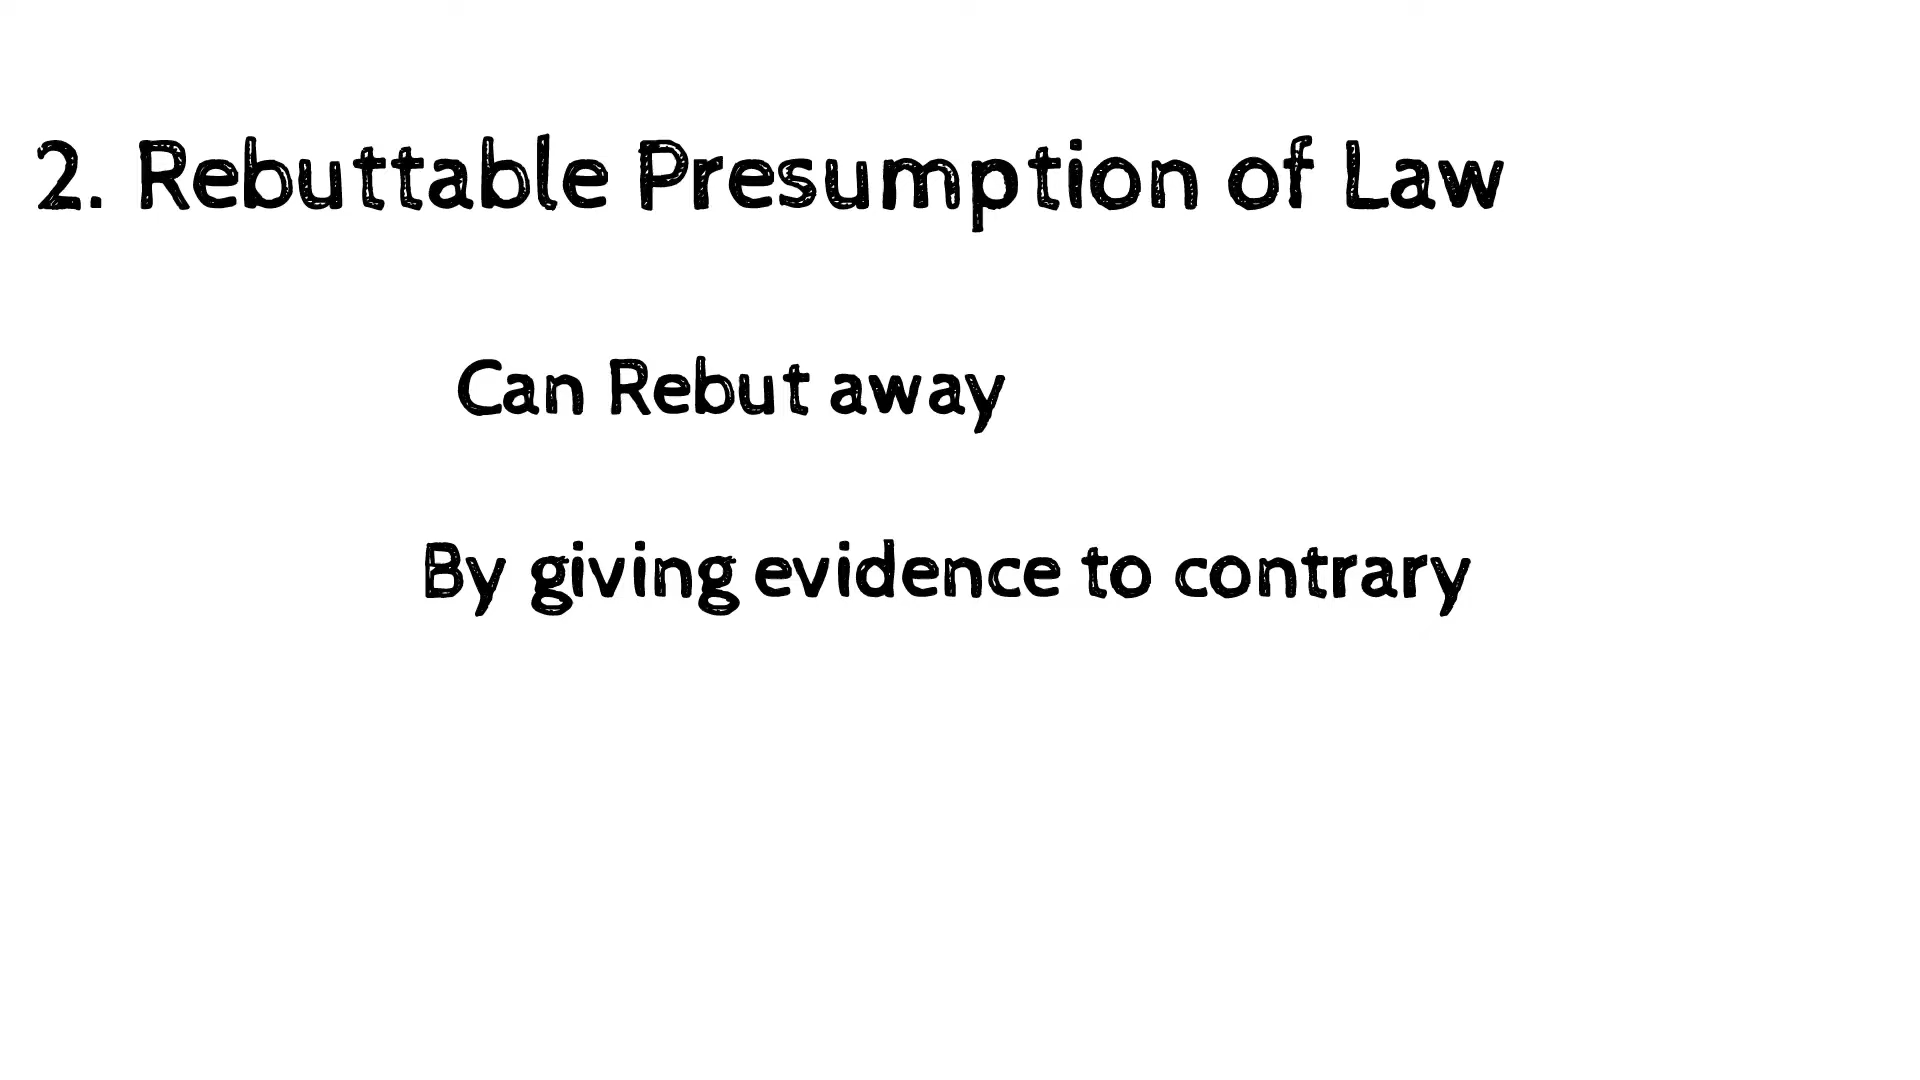 2. Rebuttable Presumption of Law
Can Rebut away
By giving evidence to contrary